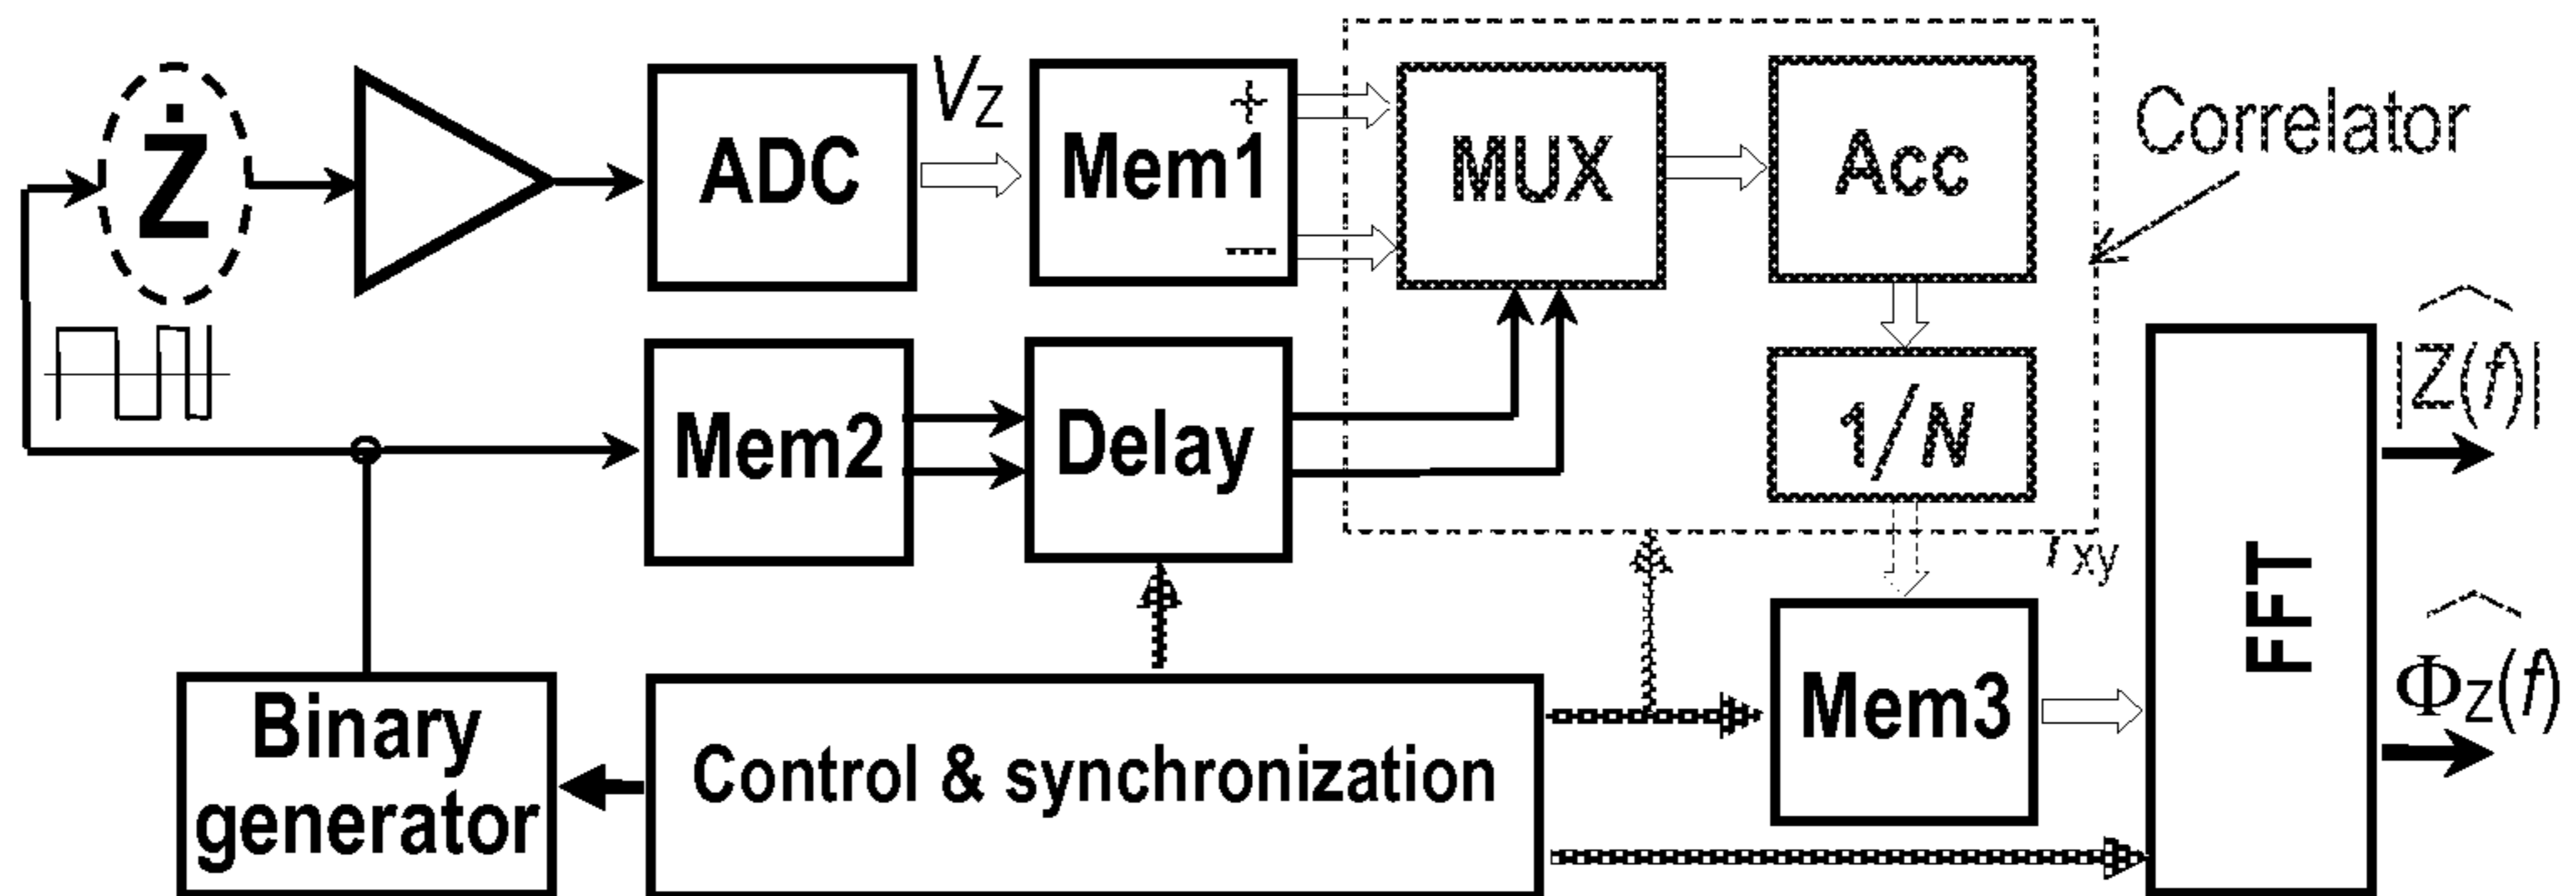 Ż
ADC
V_Z
Mem1
+
−
MUX
Acc
Correlator
1/N
Mem2
Delay
r_xy
|Z(f)|
Φ_Z(f)
FFT
Mem3
Binary
generator
Control & synchronization